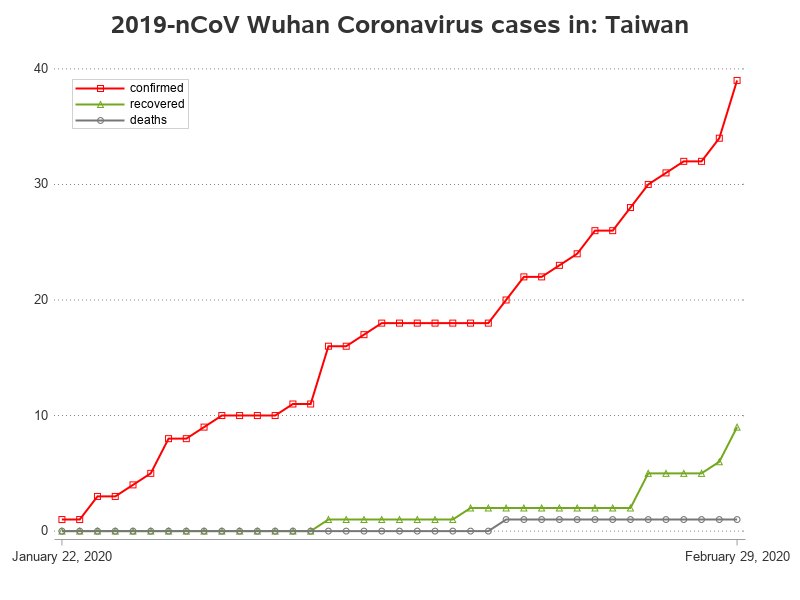 2019-nCoV Wuhan Coronavirus cases in: Taiwan
40
confirmed
recovered
deaths
30
20
10
0
January 22, 2020 February 29, 2020